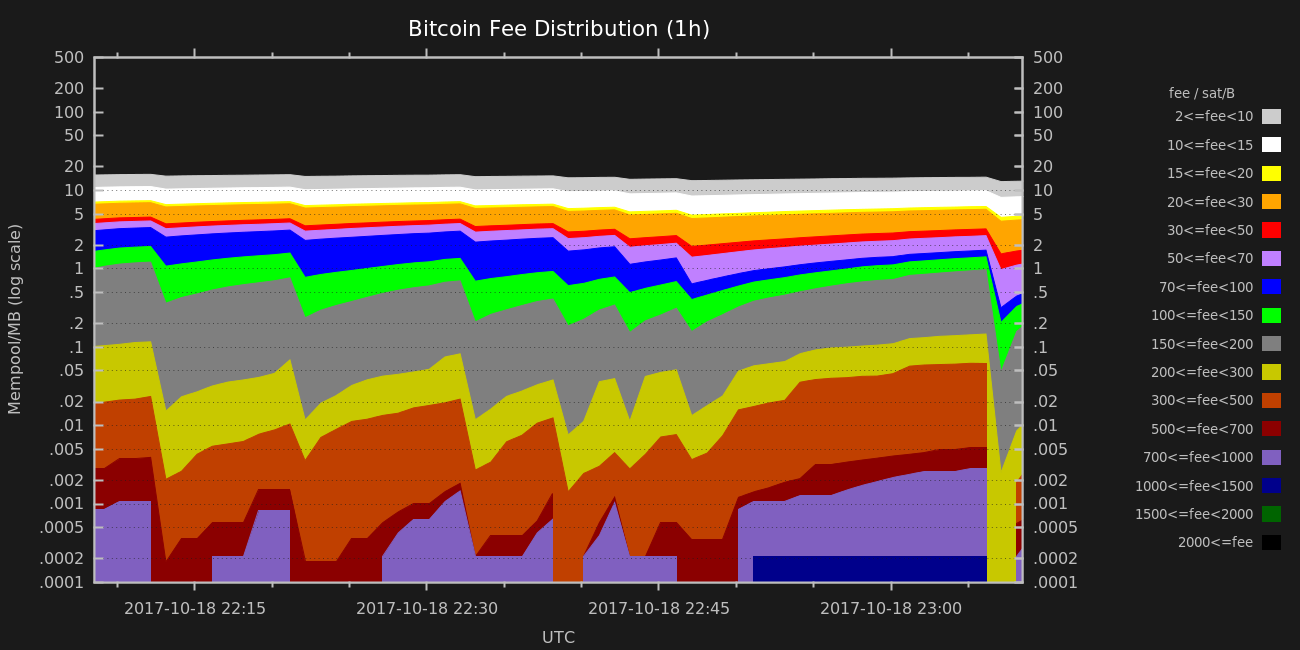 Bitcoin Fee Distribution (1h)
Mempool/MB (log scale)
500
200
100
50
20
10
5
2
1
.5
.2
.1
.05
.02
.01
.005
.002
.001
.0005
.0002
.0001
500
200
100
50
20
10
5
2
1
.5
.2
.1
.05
.02
.01
.005
.002
.001
.0005
.0002
.0001
2017-10-18 22:15
2017-10-18 22:30
2017-10-18 22:45
2017-10-18 23:00
UTC
fee / sat/B
2<=fee<10
10<=fee<15
15<=fee<20
20<=fee<30
30<=fee<50
50<=fee<70
70<=fee<100
100<=fee<150
150<=fee<200
200<=fee<300
300<=fee<500
500<=fee<700
700<=fee<1000
1000<=fee<1500
1500<=fee<2000
2000<=fee